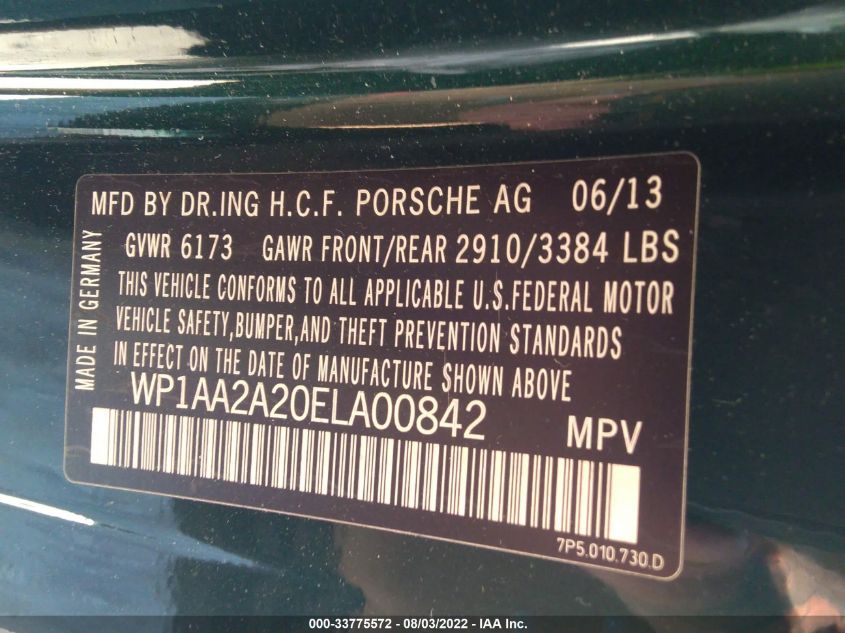 MFD BY DR.ING H.C.F. PORSCHE AG 06/13
GVWR 6173 GAWR FRONT/REAR 2910/3384 LBS
THIS VEHICLE CONFORMS TO ALL APPLICABLE U.S.FEDERAL MOTOR
VEHICLE SAFETY,BUMPER,AND THEFT PREVENTION STANDARDS
IN EFFECT ON THE DATE OF MANUFACTURE SHOWN ABOVE
MADE IN GERMANY
WP1AA2A20ELA00842
MPV
7P5.010.730.D
000-33775572 - 08/03/2022 - IAA Inc.